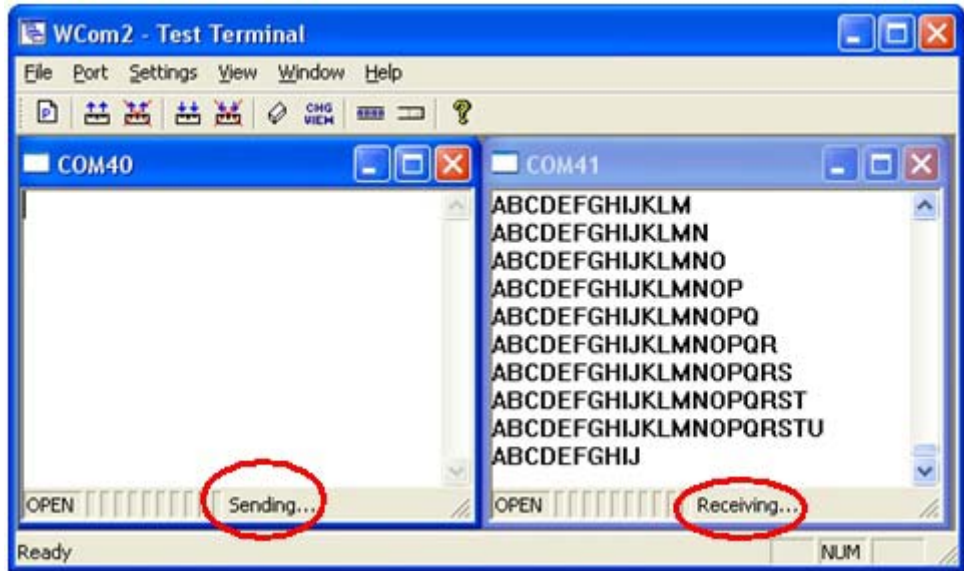 WCom2 - Test Terminal
File Port Settings View Window Help
P CHG VIEW ?
COM40
COM41
ABCDEFGHIJKLM
ABCDEFGHIJKLMN
ABCDEFGHIJKLMNO
ABCDEFGHIJKLMNOP
ABCDEFGHIJKLMNOPQ
ABCDEFGHIJKLMNOPQR
ABCDEFGHIJKLMNOPQRS
ABCDEFGHIJKLMNOPQRST
ABCDEFGHIJKLMNOPQRSTU
ABCDEFGHIJ
OPEN Sending...
OPEN Receiving...
Ready NUM